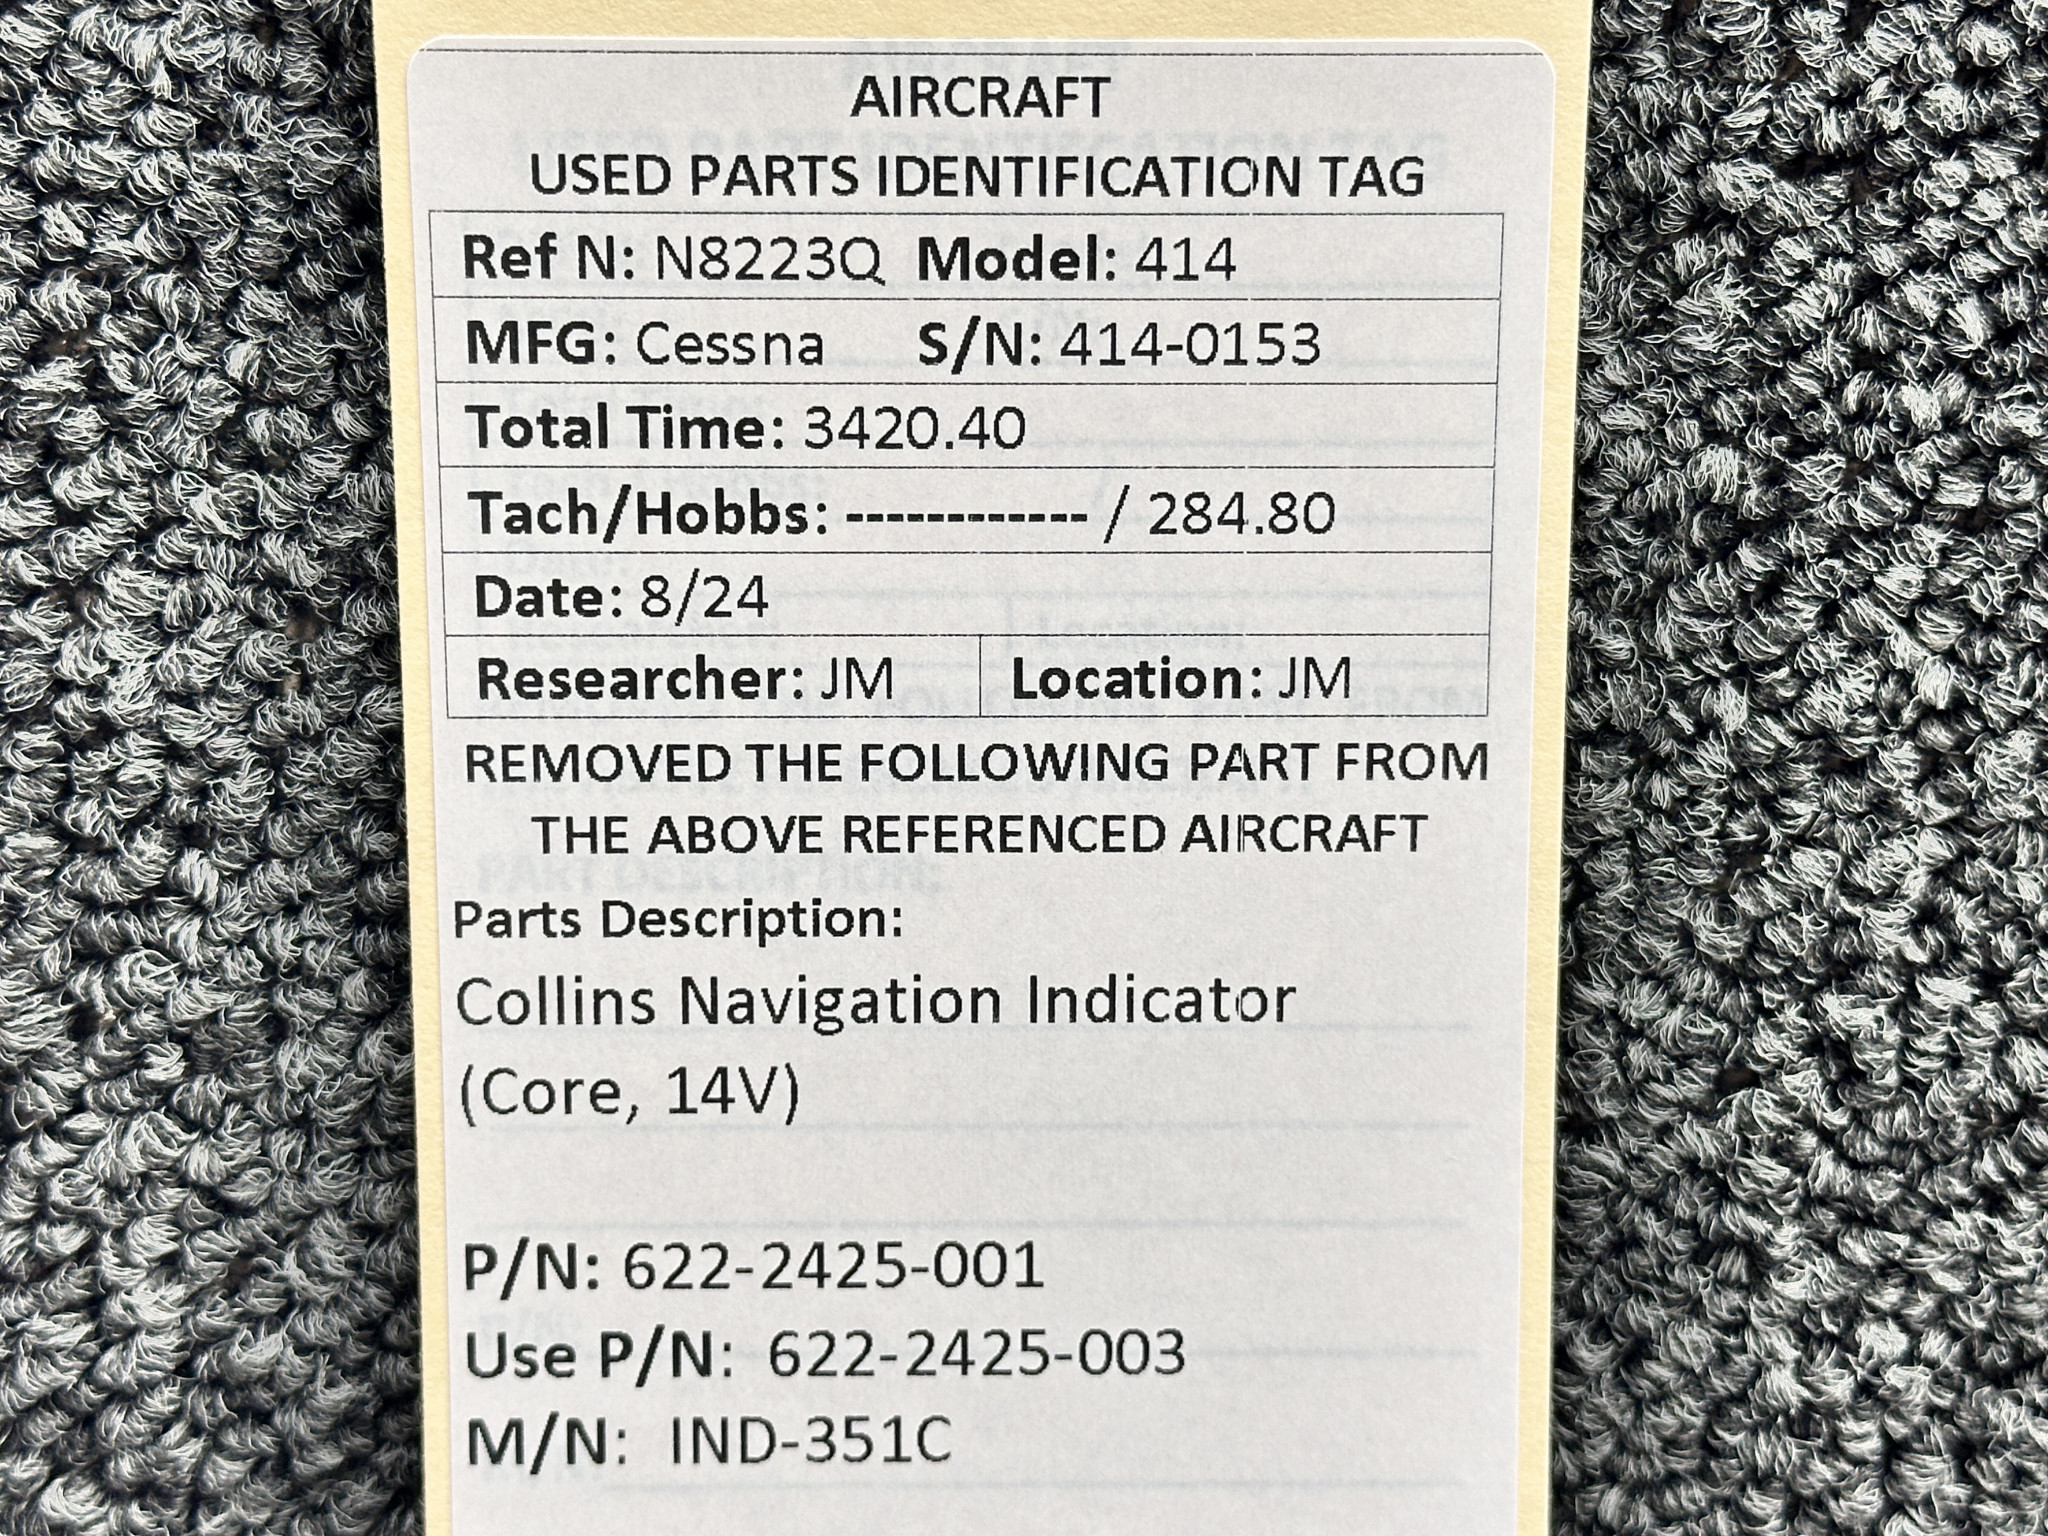 AIRCRAFT
USED PARTS IDENTIFICATION TAG
Ref N: N8223Q Model: 414
MFG: Cessna S/N: 414-0153
Total Time: 3420.40
Tach/Hobbs: ------------ / 284.80
Date: 8/24
Researcher: JM Location: JM
REMOVED THE FOLLOWING PART FROM
THE ABOVE REFERENCED AIRCRAFT
Parts Description:
Collins Navigation Indicator
(Core, 14V)
P/N: 622-2425-001
Use P/N: 622-2425-003
M/N: IND-351C